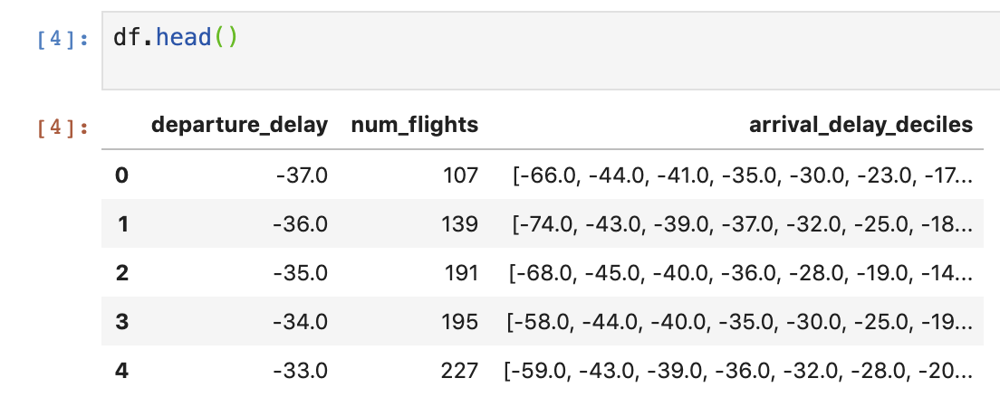 [4]: df.head()
[4]: departure_delay num_flights arrival_delay_deciles
0 -37.0 107 [-66.0, -44.0, -41.0, -35.0, -30.0, -23.0, -17...
1 -36.0 139 [-74.0, -43.0, -39.0, -37.0, -32.0, -25.0, -18...
2 -35.0 191 [-68.0, -45.0, -40.0, -36.0, -28.0, -19.0, -14...
3 -34.0 195 [-58.0, -44.0, -40.0, -35.0, -30.0, -25.0, -19...
4 -33.0 227 [-59.0, -43.0, -39.0, -36.0, -32.0, -28.0, -20...